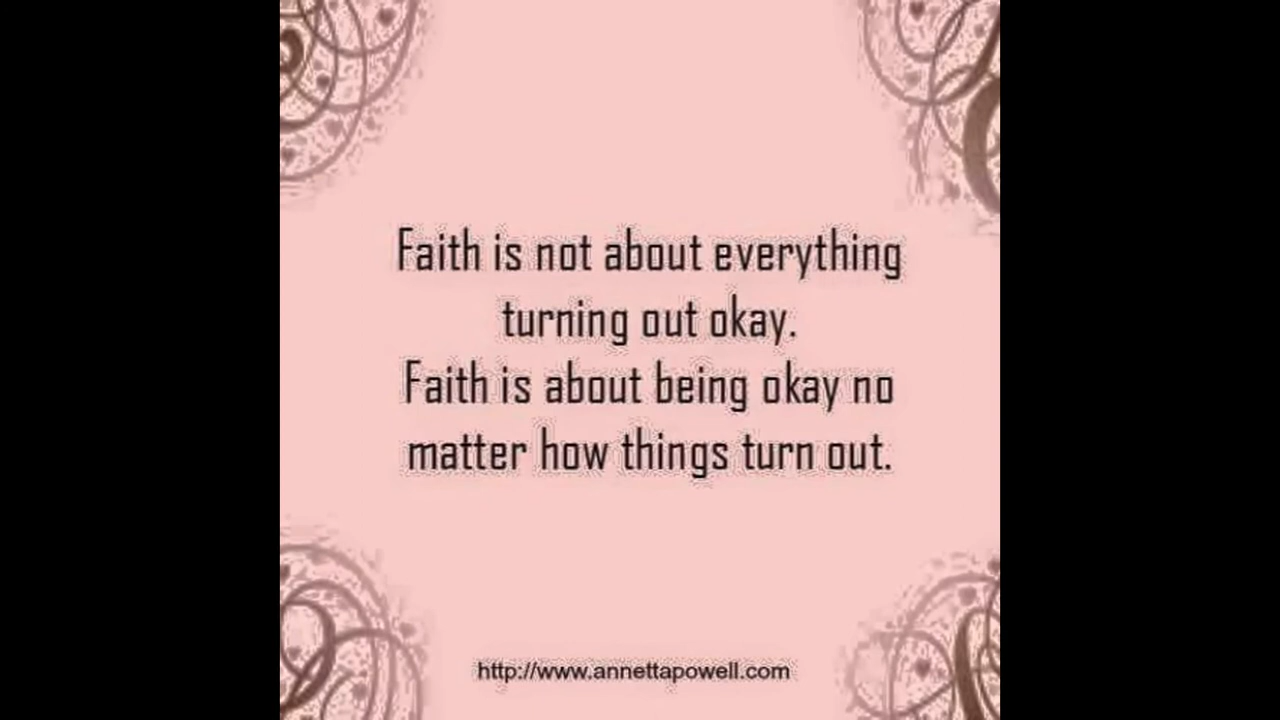 Faith is not about everything
turning out okay.
Faith is about being okay no
matter how things turn out.
http://www.annettapowell.com